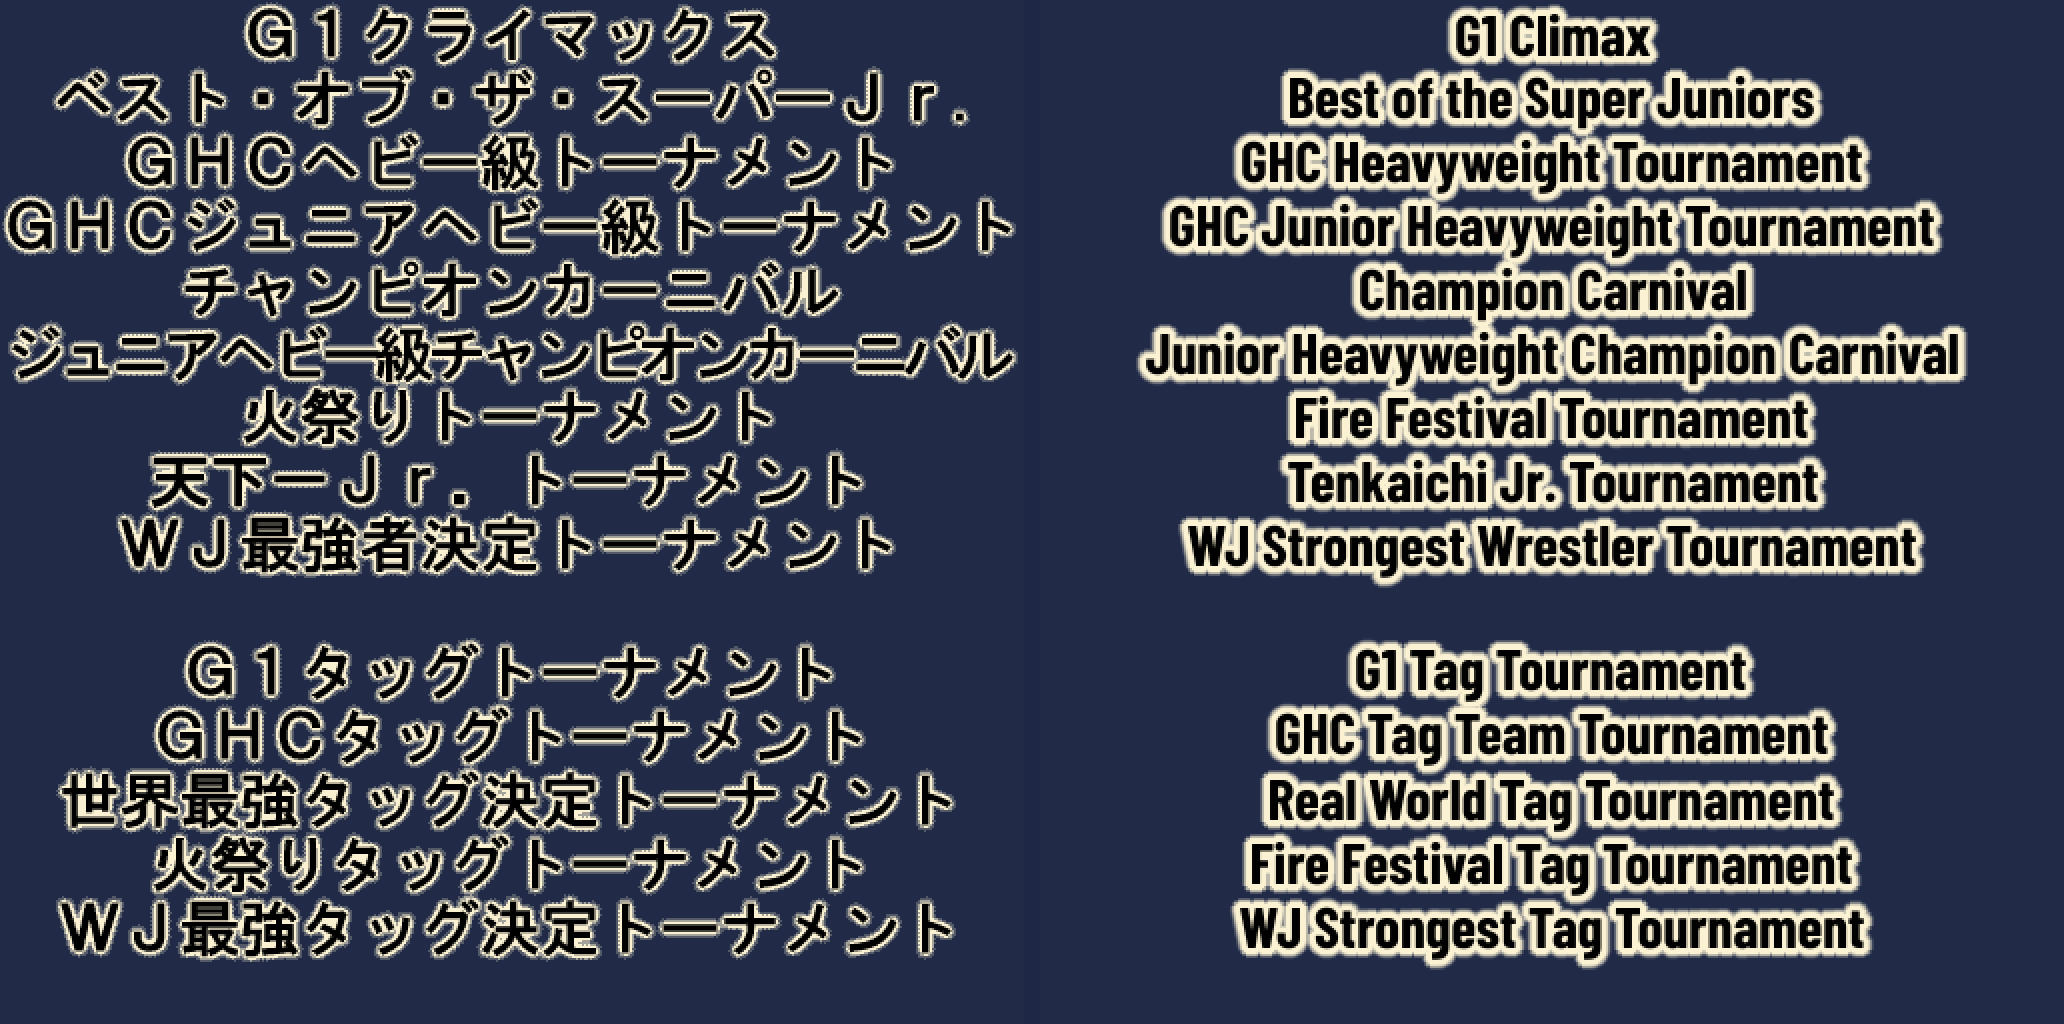 G1クライマックス
ベスト・オブ・ザ・スーパーJr.
GHCヘビー級トーナメント
GHCジュニアヘビー級トーナメント
チャンピオンカーニバル
ジュニアヘビー級チャンピオンカーニバル
火祭りトーナメント
天下一Jr. トーナメント
WJ最強者決定トーナメント
G1タッグトーナメント
GHCタッグトーナメント
世界最強タッグ決定トーナメント
火祭りタッグトーナメント
WJ最強タッグ決定トーナメント
G1 Climax
Best of the Super Juniors
GHC Heavyweight Tournament
GHC Junior Heavyweight Tournament
Champion Carnival
Junior Heavyweight Champion Carnival
Fire Festival Tournament
Tenkaichi Jr. Tournament
WJ Strongest Wrestler Tournament
G1 Tag Tournament
GHC Tag Team Tournament
Real World Tag Tournament
Fire Festival Tag Tournament
WJ Strongest Tag Tournament